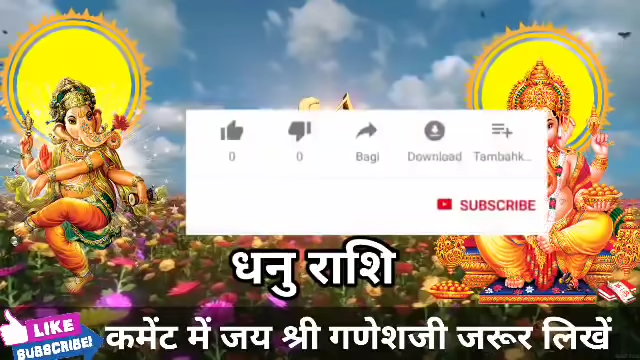 0 0 Bagi Download Tambahk...
SUBSCRIBE
धनु राशि
LIKE
SUBSCRIBE!
कमेंट में जय श्री गणेशजी जरूर लिखें